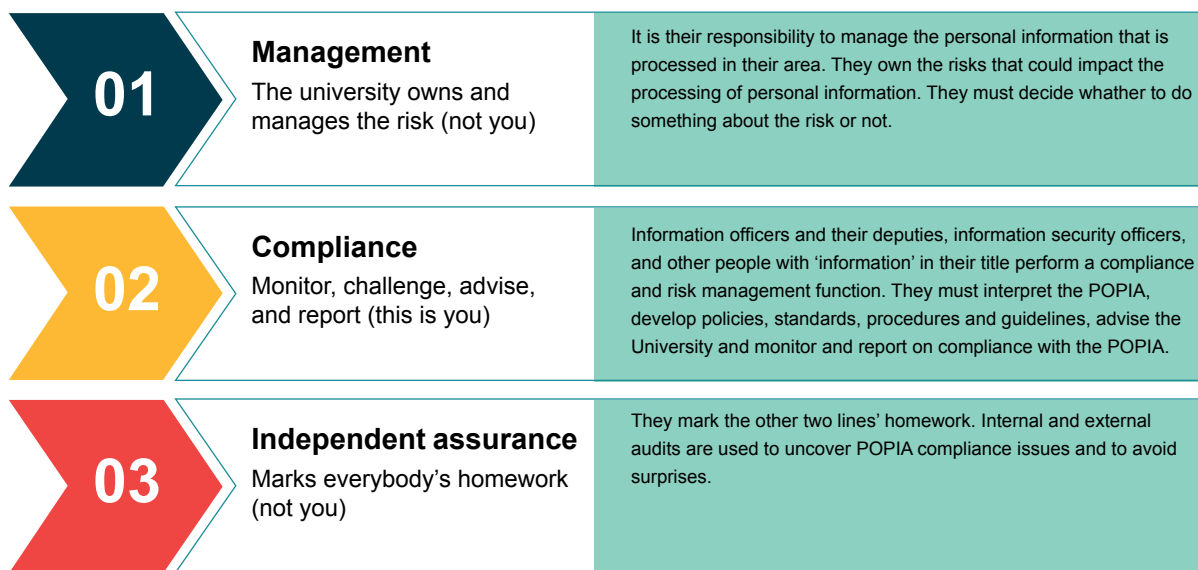 01
Management
The university owns and
manages the risk (not you)
It is their responsibility to manage the personal information that is
processed in their area. They own the risks that could impact the
processing of personal information. They must decide whather to do
something about the risk or not.
02
Compliance
Monitor, challenge, advise,
and report (this is you)
Information officers and their deputies, information security officers,
and other people with ‘information’ in their title perform a compliance
and risk management function. They must interpret the POPIA,
develop policies, standards, procedures and guidelines, advise the
University and monitor and report on compliance with the POPIA.
03
Independent assurance
Marks everybody’s homework
(not you)
They mark the other two lines’ homework. Internal and external
audits are used to uncover POPIA compliance issues and to avoid
surprises.